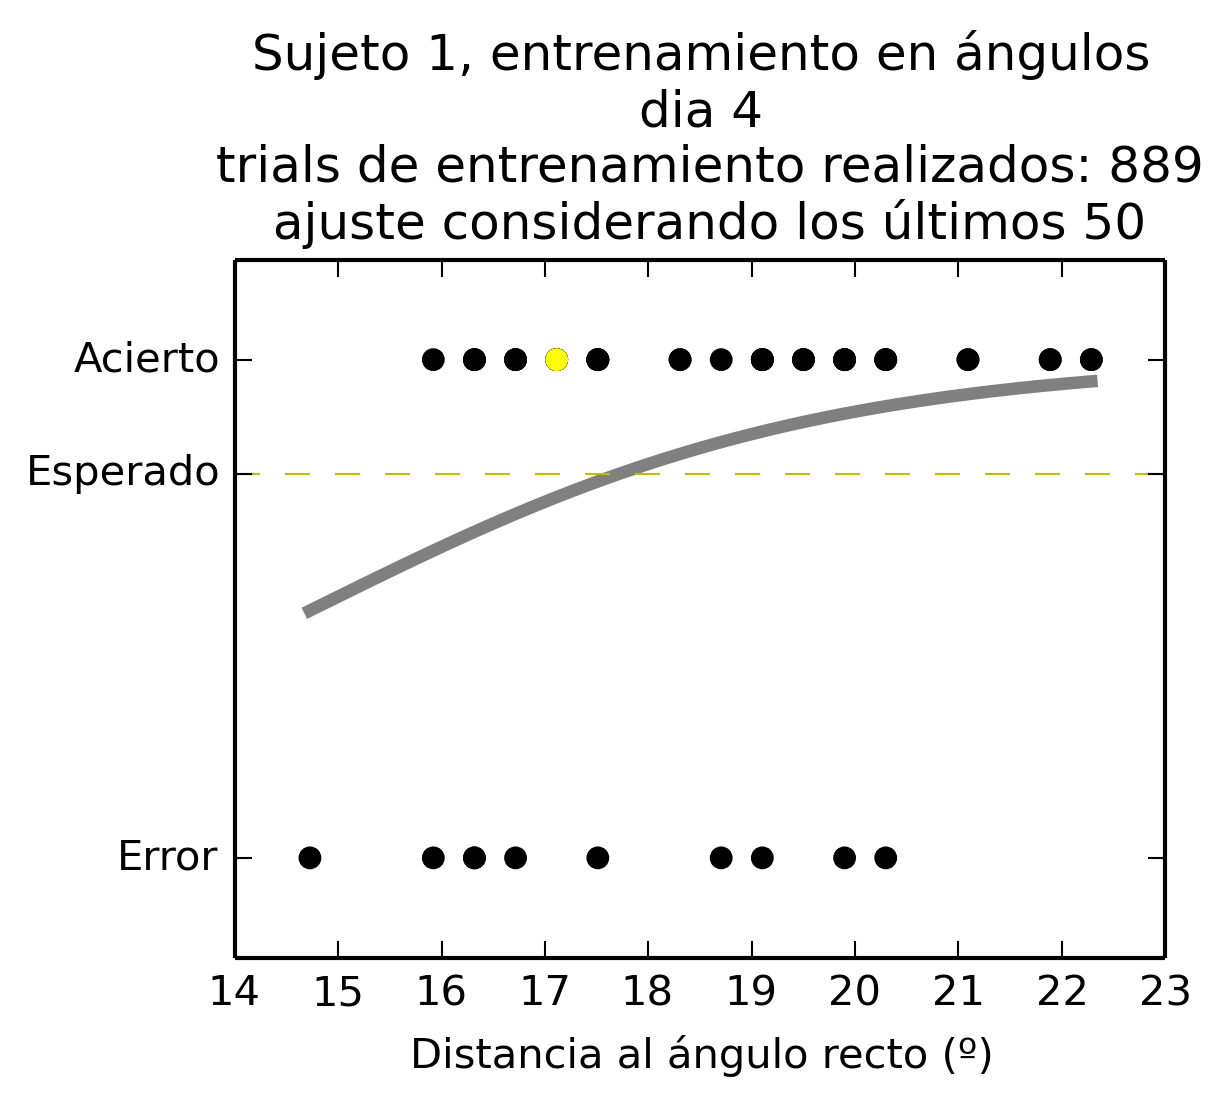 Sujeto 1, entrenamiento en ángulos
dia 4
trials de entrenamiento realizados: 889
ajuste considerando los últimos 50
Acierto
Esperado
Error
14 15 16 17 18 19 20 21 22 23
Distancia al ángulo recto (º)